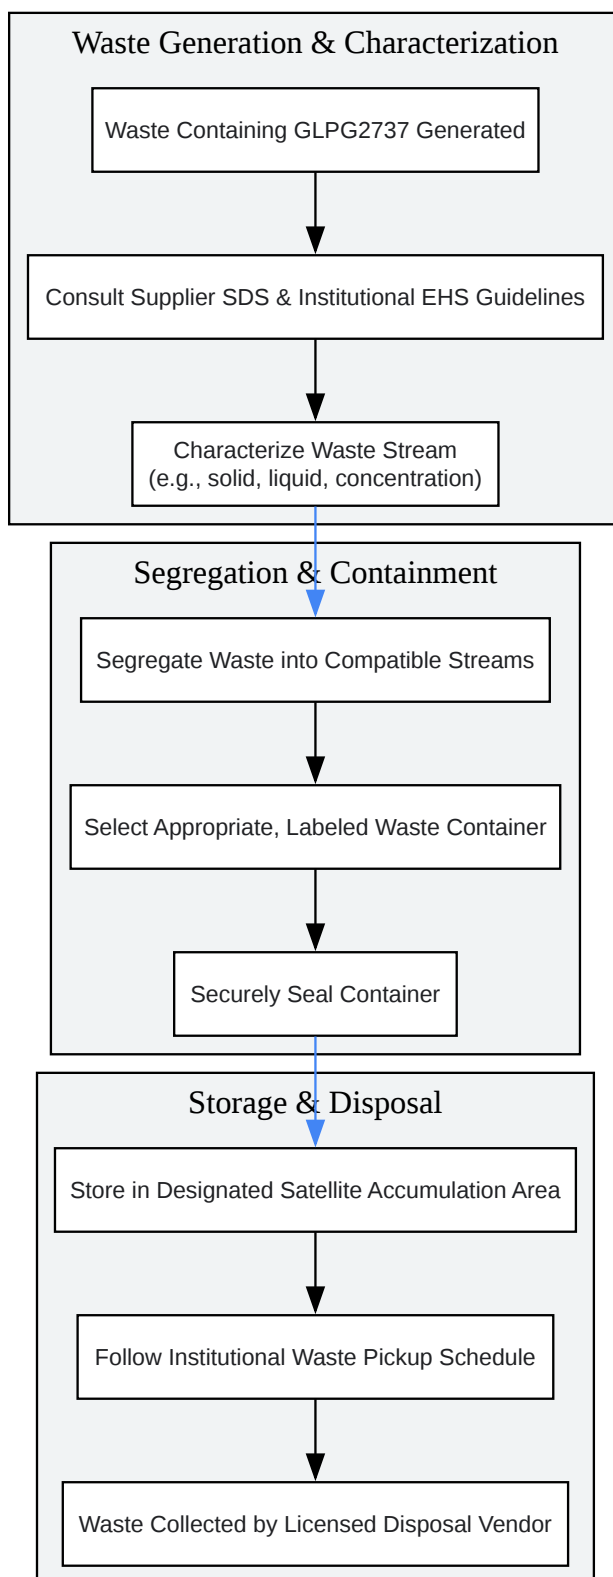 Waste Generation & Characterization
Waste Containing GLPG2737 Generated
Consult Supplier SDS & Institutional EHS Guidelines
Characterize Waste Stream
(e.g., solid, liquid, concentration)
Segregation & Containment
Segregate Waste into Compatible Streams
Select Appropriate, Labeled Waste Container
Securely Seal Container
Storage & Disposal
Store in Designated Satellite Accumulation Area
Follow Institutional Waste Pickup Schedule
Waste Collected by Licensed Disposal Vendor